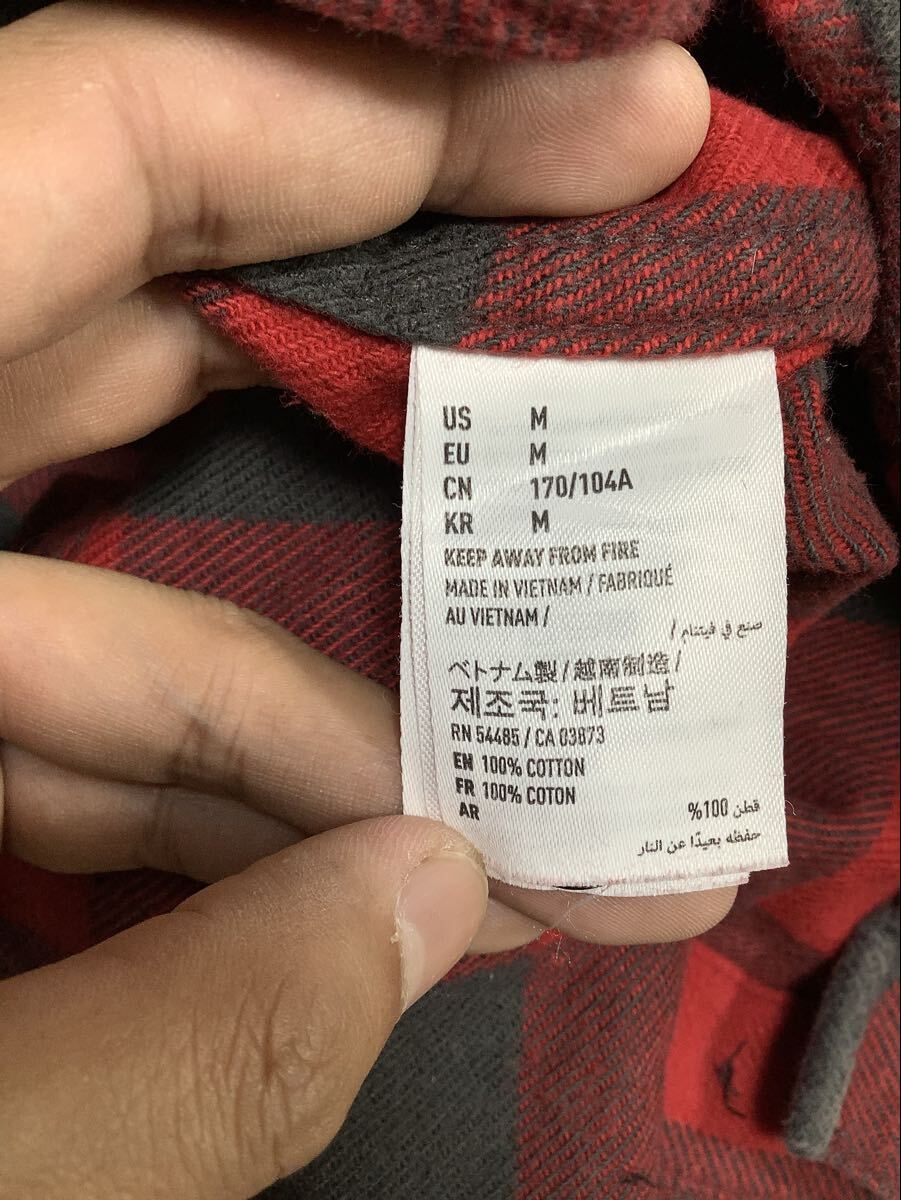 US M
EU M
CN 170/104A
KR M
KEEP AWAY FROM FIRE
MADE IN VIETNAM / FABRIQUÉ
AU VIETNAM /
صنع في فيتنام /
ベトナム製/越南制造/
제조국: 베트남
RN 54485 / CA 03873
EN 100% COTTON
FR 100% COTON
AR قطن 100%
حفظه بعيدًا عن النار